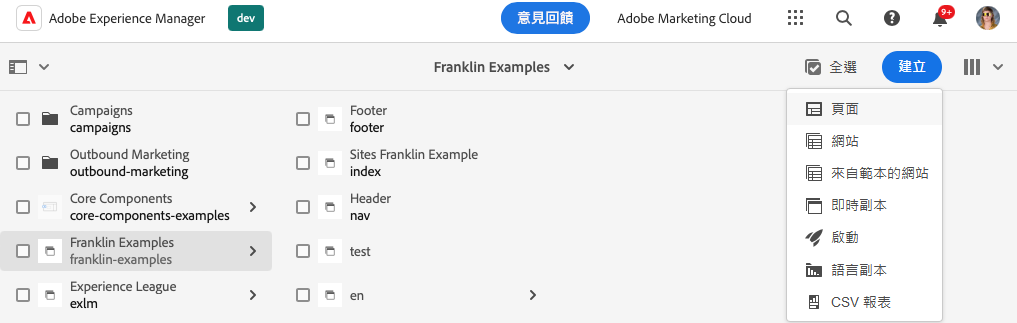 Adobe Experience Manager
dev
意見回饋
Adobe Marketing Cloud
9+
Franklin Examples
全選
建立
Campaigns
campaigns
Outbound Marketing
outbound-marketing
Core Components
core-components-examples
Franklin Examples
franklin-examples
Experience League
exlm
Footer
footer
Sites Franklin Example
index
Header
nav
test
en
頁面
網站
來自範本的網站
即時副本
啟動
語言副本
CSV 報表